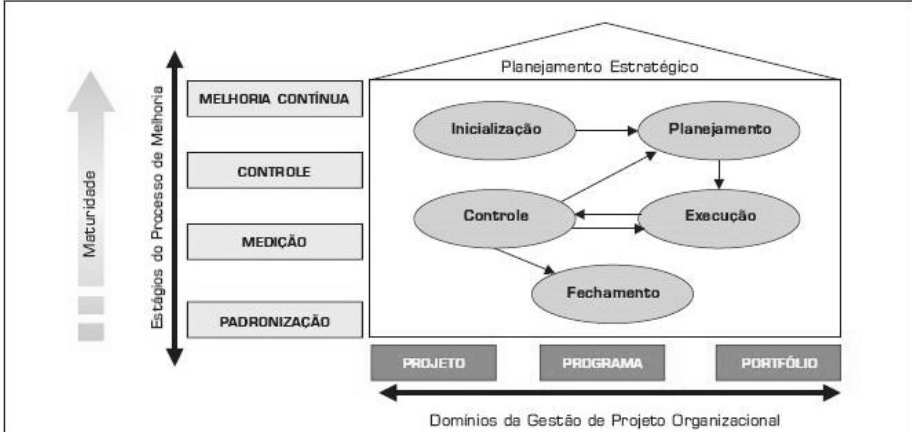 Planejamento Estratégico
Maturidade
Estágios do Processo de Melhoria
MELHORIA CONTÍNUA
CONTROLE
MEDIÇÃO
PADRONIZAÇÃO
Inicialização
Planejamento
Controle
Execução
Fechamento
PROJETO
PROGRAMA
PORTFÓLIO
Domínios da Gestão de Projeto Organizacional